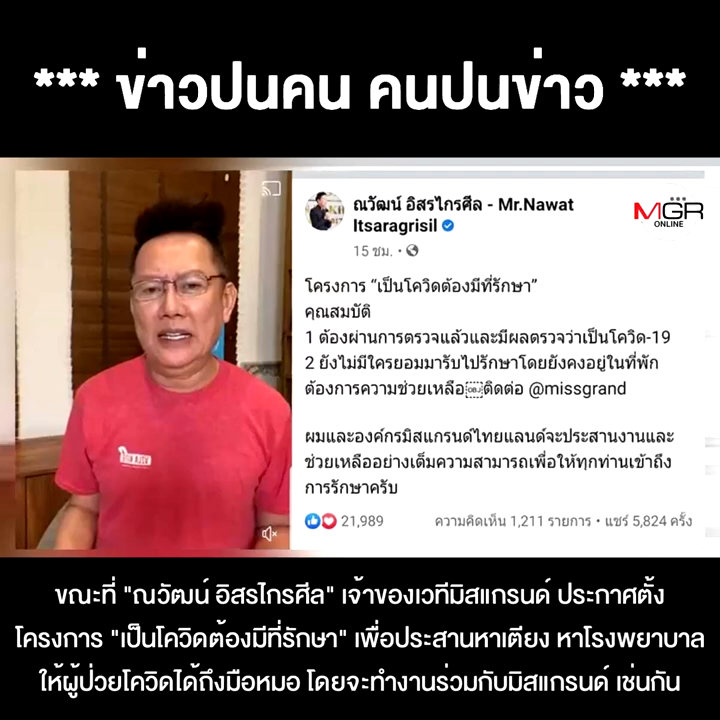 *** ข่าวปนคน คนปนข่าว ***
ณวัฒน์ อิสรไกรศีล - Mr.Nawat
Itsaragrisil
15 ชม. •
MGR
ONLINE
โครงการ “เป็นโควิดต้องมีที่รักษา”
คุณสมบัติ
1 ต้องผ่านการตรวจแล้วและมีผลตรวจว่าเป็นโควิด-19
2 ยังไม่มีใครยอมมารับไปรักษาโดยยังคงอยู่ในที่พัก
ต้องการความช่วยเหลือ￼ติดต่อ @missgrand
ผมและองค์กรมิสแกรนด์ไทยแลนด์จะประสานงานและ
ช่วยเหลืออย่างเต็มความสามารถเพื่อให้ทุกท่านเข้าถึง
การรักษาครับ
21,989 ความคิดเห็น 1,211 รายการ • แชร์ 5,824 ครั้ง
ขณะที่ "ณวัฒน์ อิสรไกรศีล" เจ้าของเวทีมิสแกรนด์ ประกาศตั้ง
โครงการ "เป็นโควิดต้องมีที่รักษา" เพื่อประสานหาเตียง หาโรงพยาบาล
ให้ผู้ป่วยโควิดได้ถึงมือหมอ โดยจะทำงานร่วมกับมิสแกรนด์ เช่นกัน